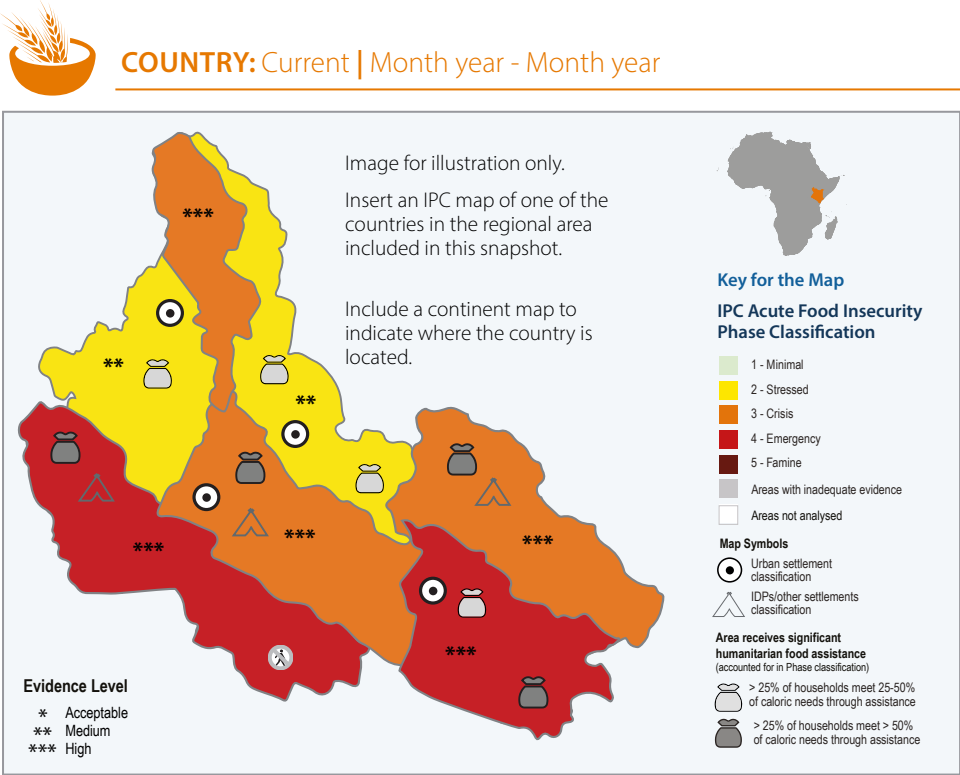 COUNTRY: Current | Month year - Month year
Image for illustration only.
Insert an IPC map of one of the
countries in the regional area
included in this snapshot.
Include a continent map to
indicate where the country is
located.
***
**
**
***
***
***
***
Evidence Level
* Acceptable
** Medium
*** High
Key for the Map
IPC Acute Food Insecurity
Phase Classification
1 - Minimal
2 - Stressed
3 - Crisis
4 - Emergency
5 - Famine
Areas with inadequate evidence
Areas not analysed
Map Symbols
Urban settlement
classification
IDPs/other settlements
classification
Area receives significant
humanitarian food assistance
(accounted for in Phase classification)
> 25% of households meet 25-50%
of caloric needs through assistance
> 25% of households meet > 50%
of caloric needs through assistance